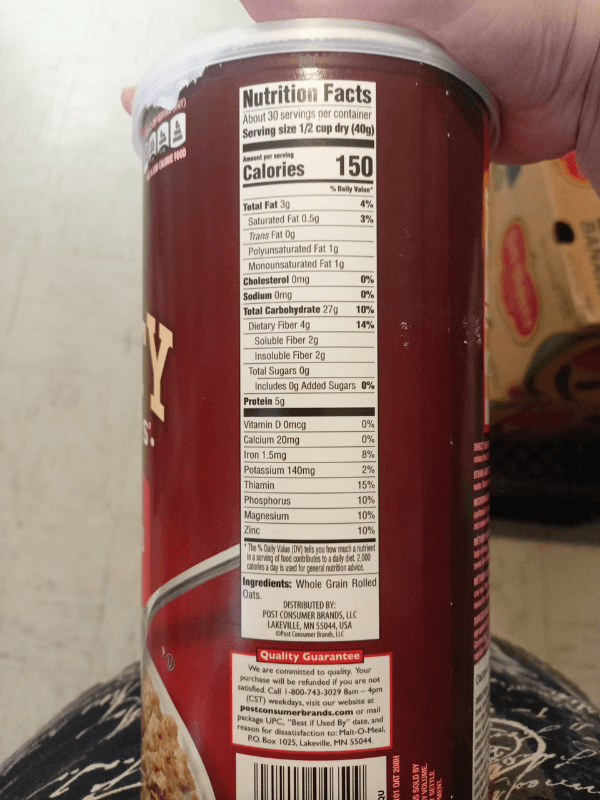 Nutrition Facts
About 30 servings per container
Serving size 1/2 cup dry (40g)
Amount per serving
Calories 150
% Daily Value*
Total Fat 3g 4%
Saturated Fat 0.5g 3%
Trans Fat 0g
Polyunsaturated Fat 1g
Monounsaturated Fat 1g
Cholesterol 0mg 0%
Sodium 0mg 0%
Total Carbohydrate 27g 10%
Dietary Fiber 4g 14%
Soluble Fiber 2g
Insoluble Fiber 2g
Total Sugars 0g
Includes 0g Added Sugars 0%
Protein 5g
Vitamin D 0mcg 0%
Calcium 20mg 0%
Iron 1.5mg 8%
Potassium 140mg 2%
Thiamin 15%
Phosphorus 10%
Magnesium 10%
Zinc 10%
* The % Daily Value (DV) tells you how much a nutrient
in a serving of food contributes to a daily diet. 2,000
calories a day is used for general nutrition advice.
Ingredients: Whole Grain Rolled
Oats.
DISTRIBUTED BY:
POST CONSUMER BRANDS, LLC
LAKEVILLE, MN 55044, USA
©Post Consumer Brands, LLC
Quality Guarantee
We are committed to quality. Your
purchase will be refunded if you are not
satisfied. Call 1-800-743-3029 8am – 4pm
(CST) weekdays, visit our website at
postconsumerbrands.com or mail
package UPC, "Best if Used By" date, and
reason for dissatisfaction to: Malt-O-Meal,
P.O. Box 1025, Lakeville, MN 55044.
Y
CALORIE FOOD
SOLD BY
VOLUME.
SETTLE